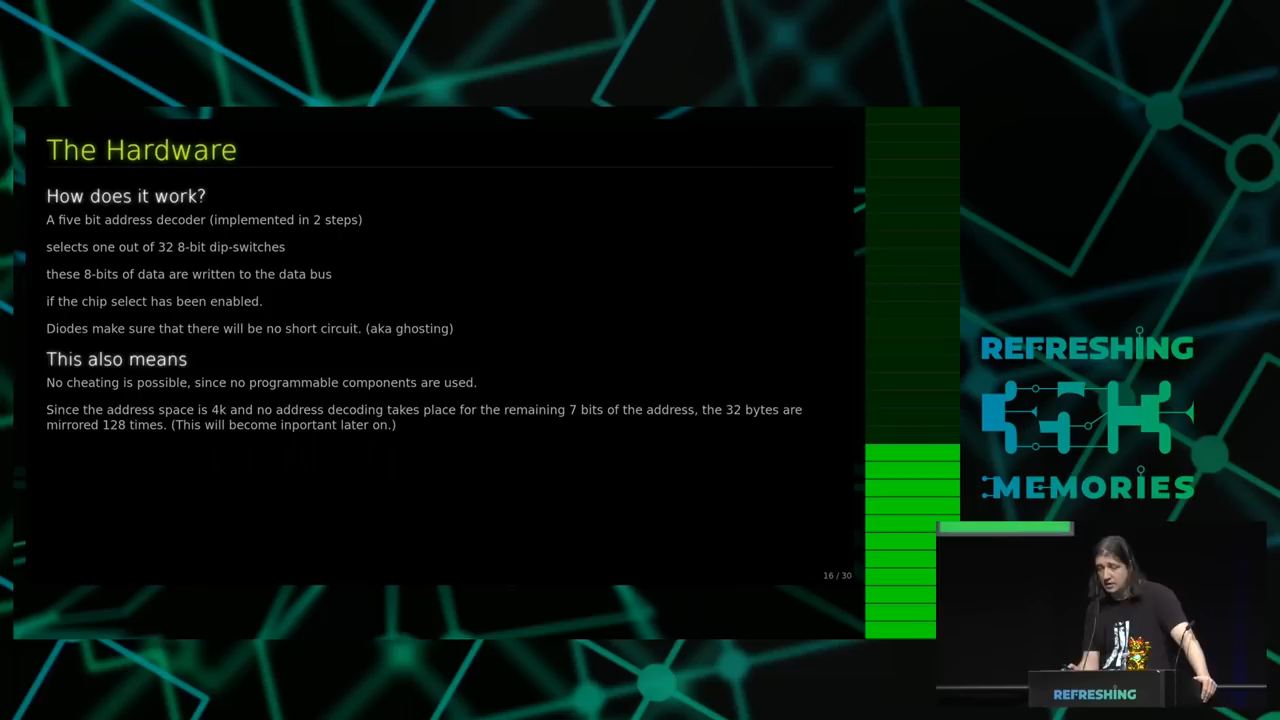 The Hardware
How does it work?
A five bit address decoder (implemented in 2 steps)
selects one out of 32 8-bit dip-switches
these 8-bits of data are written to the data bus
if the chip select has been enabled.
Diodes make sure that there will be no short circuit. (aka ghosting)
This also means
No cheating is possible, since no programmable components are used.
Since the address space is 4k and no address decoding takes place for the remaining 7 bits of the address, the 32 bytes are
mirrored 128 times. (This will become inportant later on.)
16 / 30
REFRESHING
MEMORIES
REFRESHING